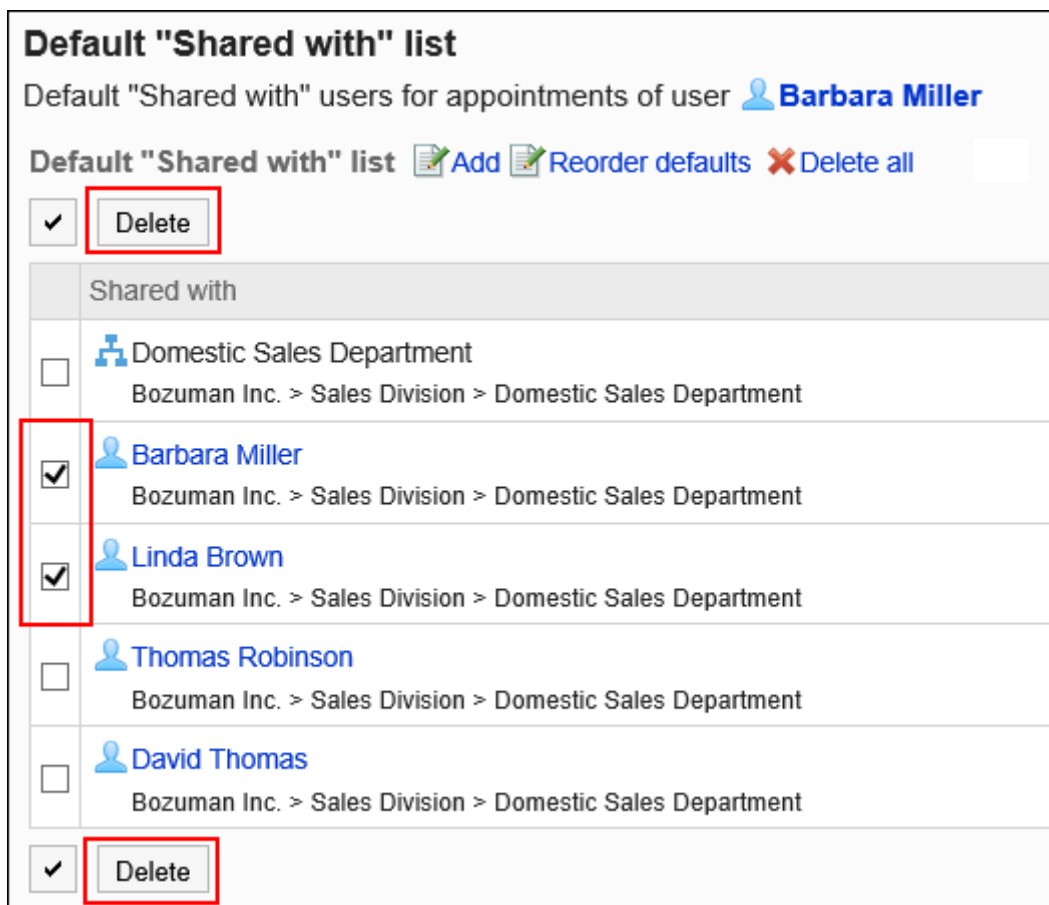 Default "Shared with" list
Default "Shared with" users for appointments of user Barbara Miller
Default "Shared with" list Add Reorder defaults Delete all
Delete
Shared with
Domestic Sales Department
Bozuman Inc. > Sales Division > Domestic Sales Department
Barbara Miller
Bozuman Inc. > Sales Division > Domestic Sales Department
Linda Brown
Bozuman Inc. > Sales Division > Domestic Sales Department
Thomas Robinson
Bozuman Inc. > Sales Division > Domestic Sales Department
David Thomas
Bozuman Inc. > Sales Division > Domestic Sales Department
Delete